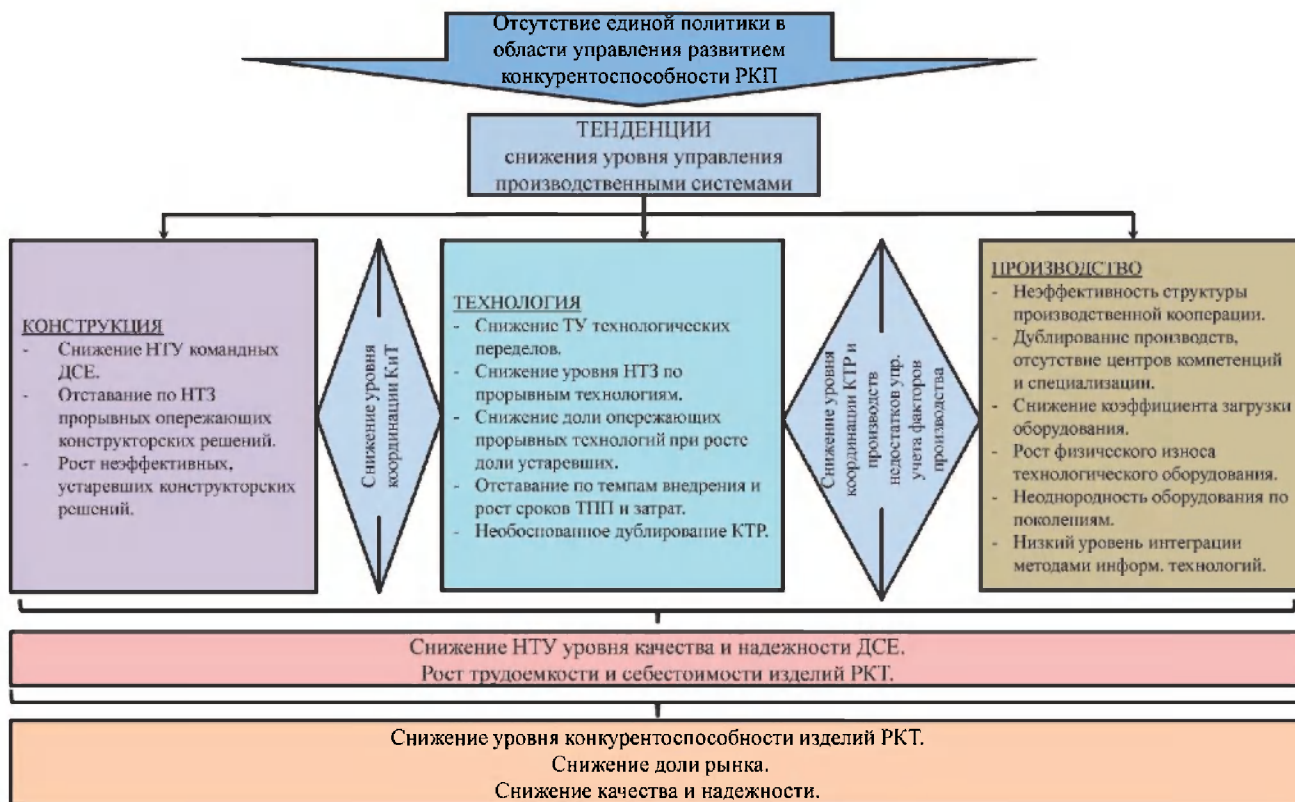 Отсутствие единой политики в
области управления развитием
конкурентоспособности РКП
ТЕНДЕНЦИИ
снижения уровня управления
производственными системами
КОНСТРУКЦИЯ
- Снижение НТУ командных
ДСЕ.
- Отставание по НТЗ
прорывных опережающих
конструкторских решений.
- Рост неэффективных,
устаревших конструкторских
решений.
Снижение уровня
координации КиТ
ТЕХНОЛОГИЯ
- Снижение ТУ технологических
переделов.
- Снижение уровня НТЗ по
прорывным технологиям.
- Снижение доли опережающих
прорывных технологий при росте
доли устаревших.
- Отставание по темпам внедрения и
рост сроков ТПП и затрат.
- Необоснованное дублирование КТР.
Снижение уровня
координации КТР и
производств
недостатков упр.
учета факторов
производства
ПРОИЗВОДСТВО
- Неэффективность структуры
производственной кооперации.
- Дублирование производств,
отсутствие центров компетенций
и специализации.
- Снижение коэффициента загрузки
оборудования.
- Рост физического износа
технологического оборудования.
- Неоднородность оборудования по
поколениям.
- Низкий уровень интеграции
методами информ. технологий.
Снижение НТУ уровня качества и надежности ДСЕ.
Рост трудоемкости и себестоимости изделий РКТ.
Снижение уровня конкурентоспособности изделий РКТ.
Снижение доли рынка.
Снижение качества и надежности.